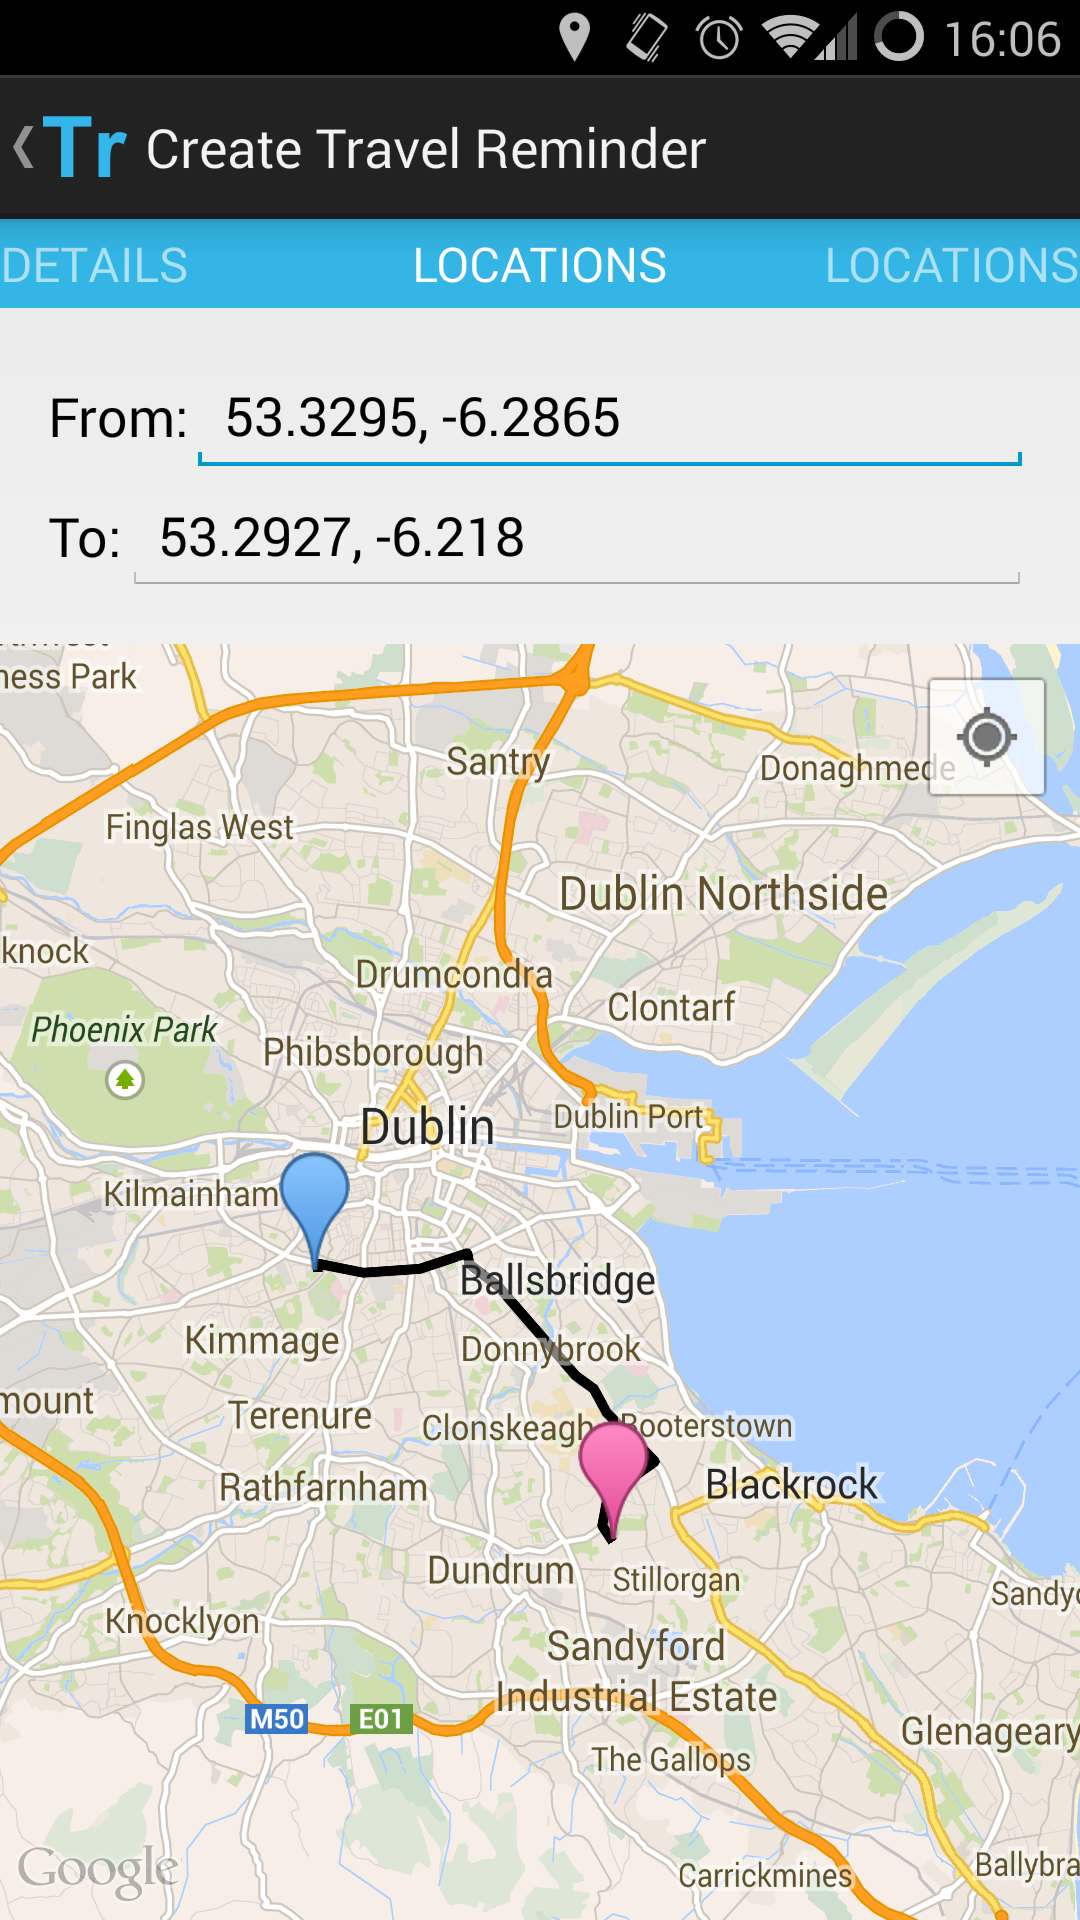 16:06
Tr Create Travel Reminder
DETAILS LOCATIONS LOCATIONS
From: 53.3295, -6.2865
To: 53.2927, -6.218
ness Park
Santry
Donaghmede
Finglas West
Dublin Northside
knock
Drumcondra
Clontarf
Phoenix Park
Phibsborough
Dublin Port
Dublin
Kilmainham
Ballsbridge
Kimmage
Donnybrook
mount
Terenure
Clonskeagh
Booterstown
Rathfarnham
Blackrock
Dundrum
Stillorgan
Sandyc
Knocklyon
Sandyford
Industrial Estate
M50
E01
Glenageary
The Gallops
Google
Carrickmines
Ballybra